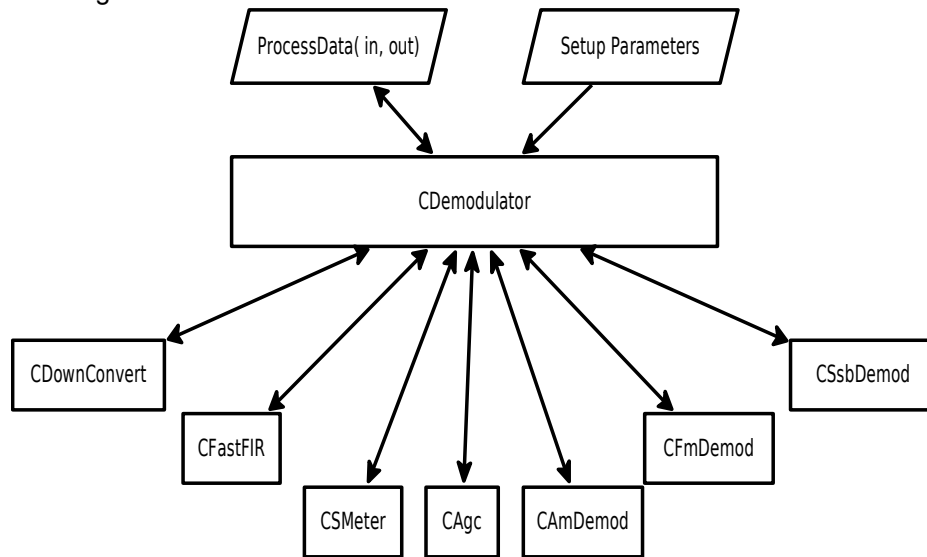 ProcessData( in, out)
Setup Parameters
CDemodulator
CDownConvert
CSsbDemod
CFastFIR
CFmDemod
CSMeter
CAgc
CAmDemod